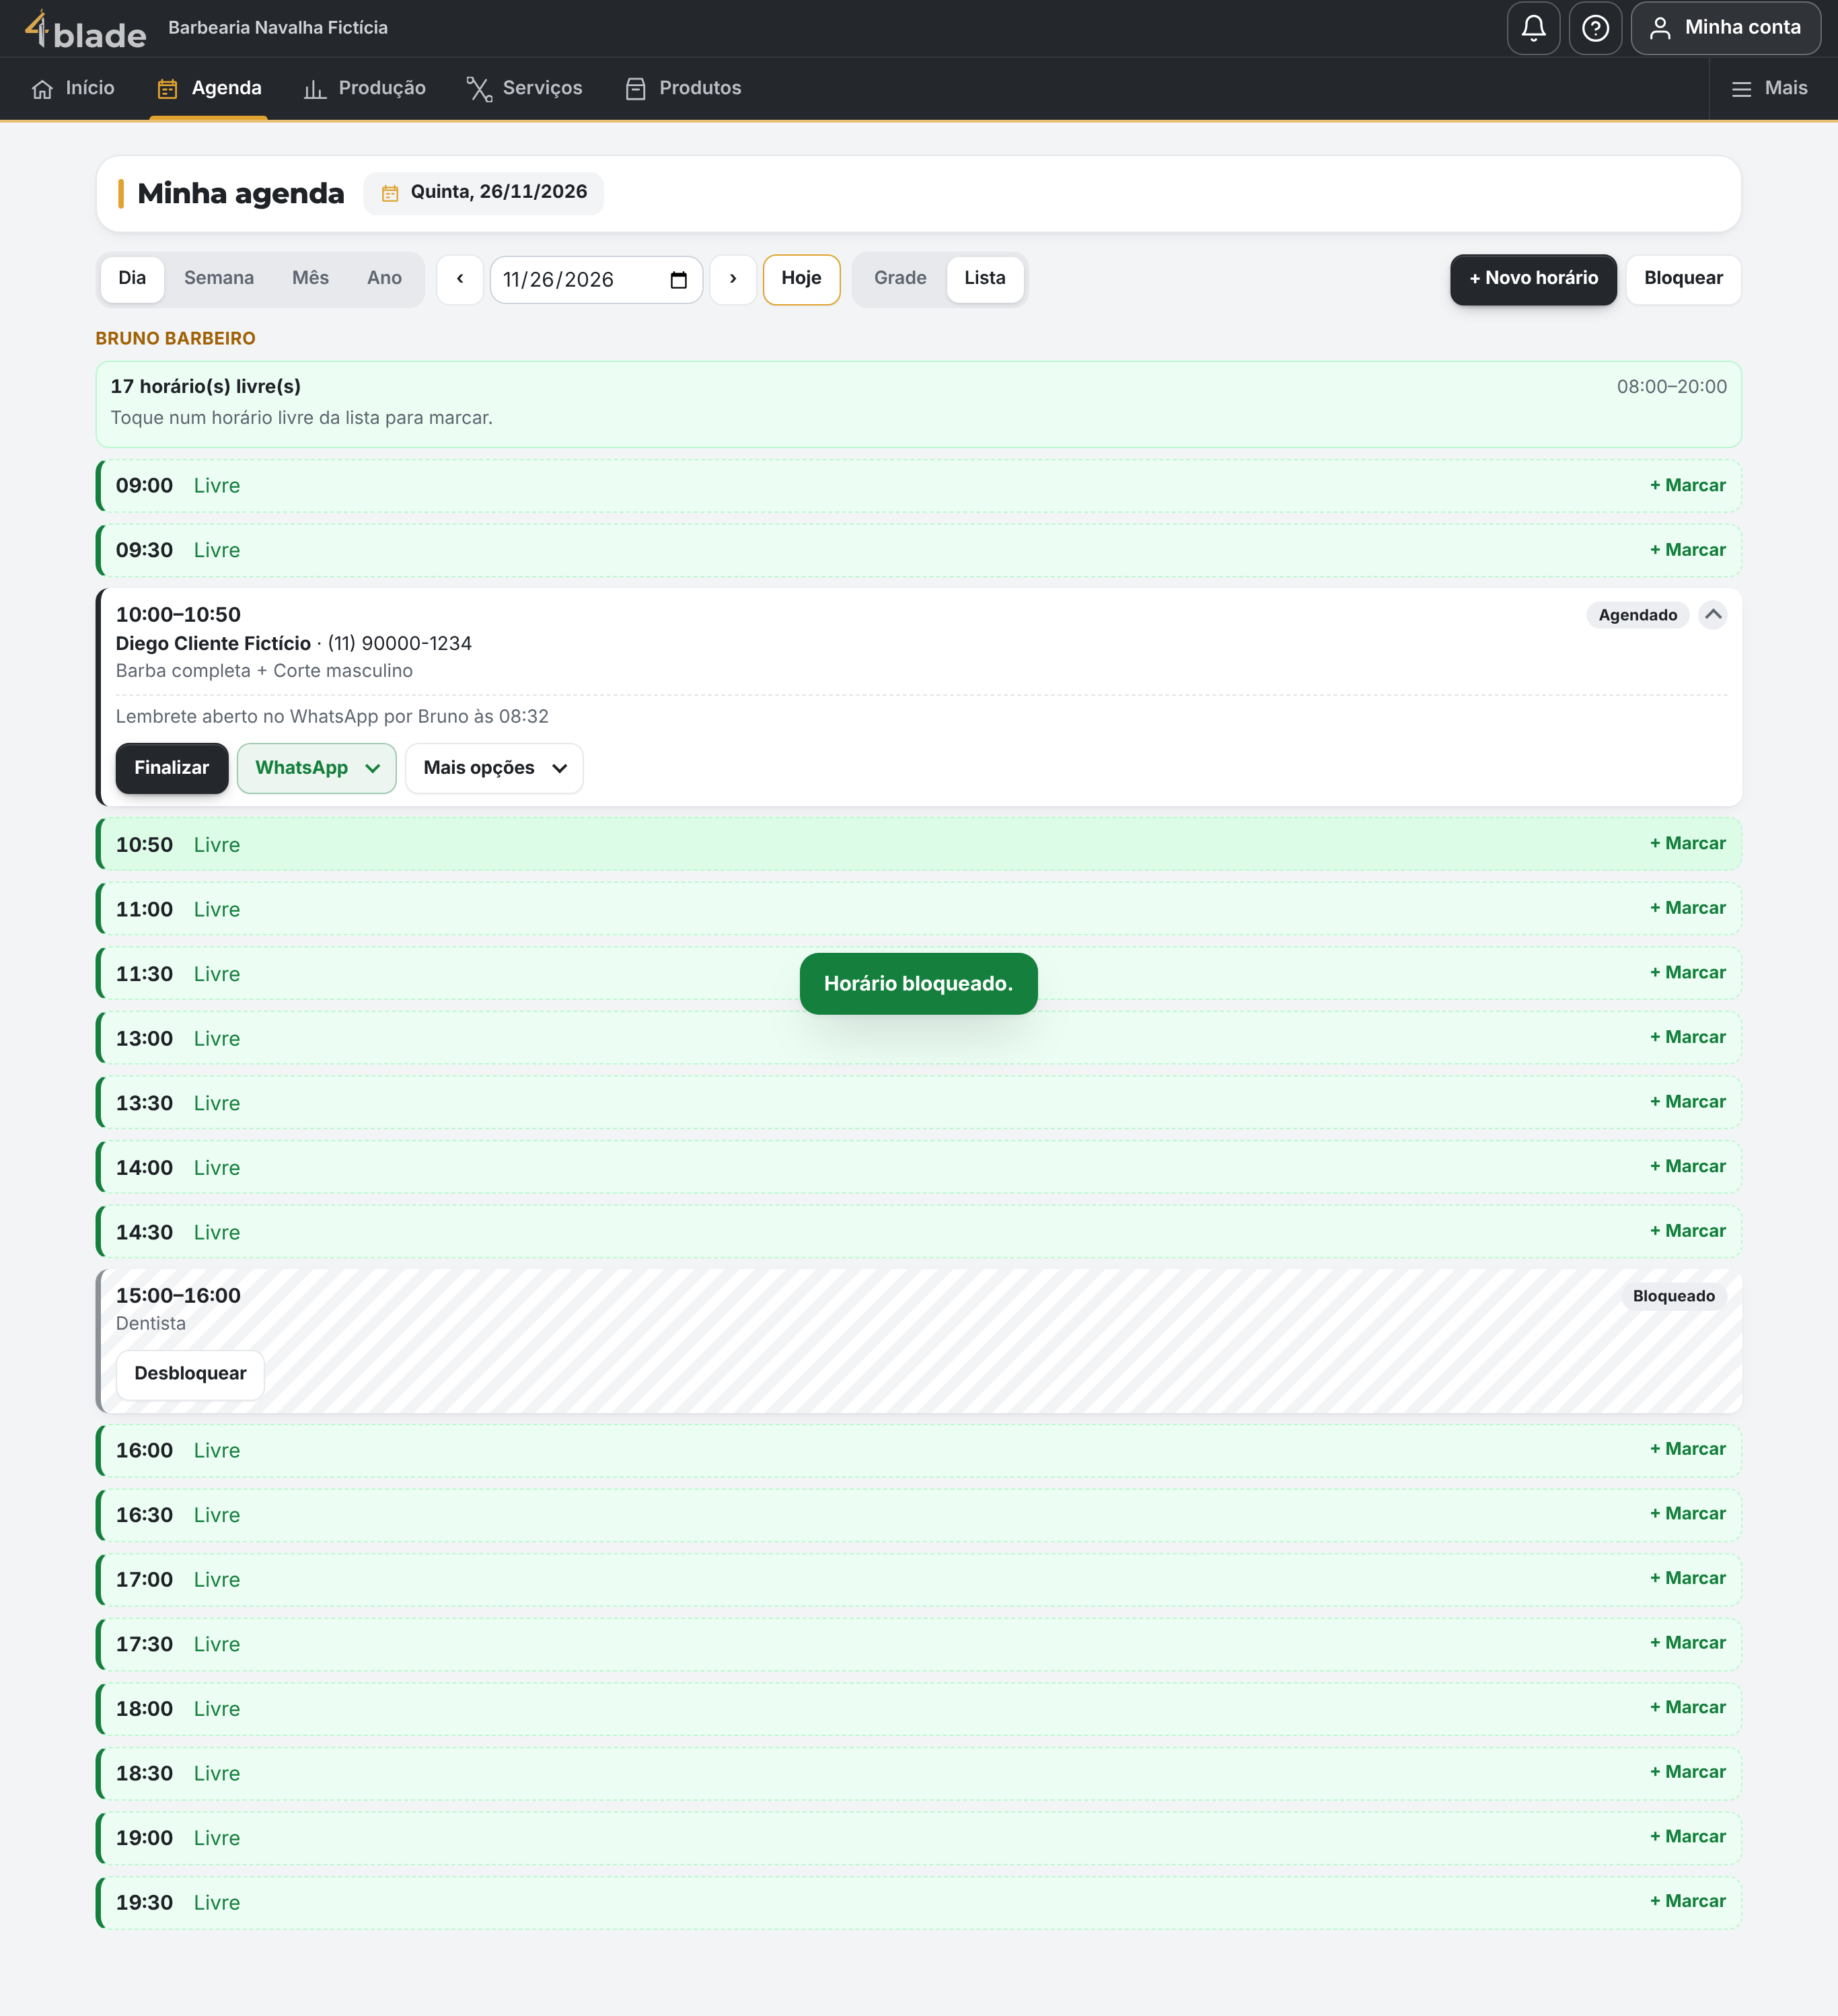 4blade
Barbearia Navalha Fictícia
Minha conta
Início
Agenda
Produção
Serviços
Produtos
Mais
Minha agenda
Quinta, 26/11/2026
Dia
Semana
Mês
Ano
11/26/2026
Hoje
Grade
Lista
+ Novo horário
Bloquear
BRUNO BARBEIRO
17 horário(s) livre(s)
08:00–20:00
Toque num horário livre da lista para marcar.
09:00 Livre + Marcar
09:30 Livre + Marcar
10:00–10:50
Agendado
Diego Cliente Fictício · (11) 90000-1234
Barba completa + Corte masculino
Lembrete aberto no WhatsApp por Bruno às 08:32
Finalizar
WhatsApp
Mais opções
10:50 Livre + Marcar
11:00 Livre + Marcar
11:30 Livre + Marcar
Horário bloqueado.
13:00 Livre + Marcar
13:30 Livre + Marcar
14:00 Livre + Marcar
14:30 Livre + Marcar
15:00–16:00
Bloqueado
Dentista
Desbloquear
16:00 Livre + Marcar
16:30 Livre + Marcar
17:00 Livre + Marcar
17:30 Livre + Marcar
18:00 Livre + Marcar
18:30 Livre + Marcar
19:00 Livre + Marcar
19:30 Livre + Marcar